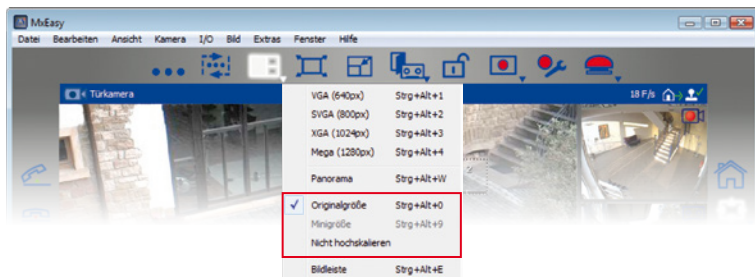 MxEasy
Datei Bearbeiten Ansicht Kamera I/O Bild Extras Fenster Hilfe
Türkamera
18 F/s
VGA (640px) Strg+Alt+1
SVGA (800px) Strg+Alt+2
XGA (1024px) Strg+Alt+3
Mega (1280px) Strg+Alt+4
Panorama Strg+Alt+W
Originalgröße Strg+Alt+0
Minigröße Strg+Alt+9
Nicht hochskalieren
Bildleiste Strg+Alt+E